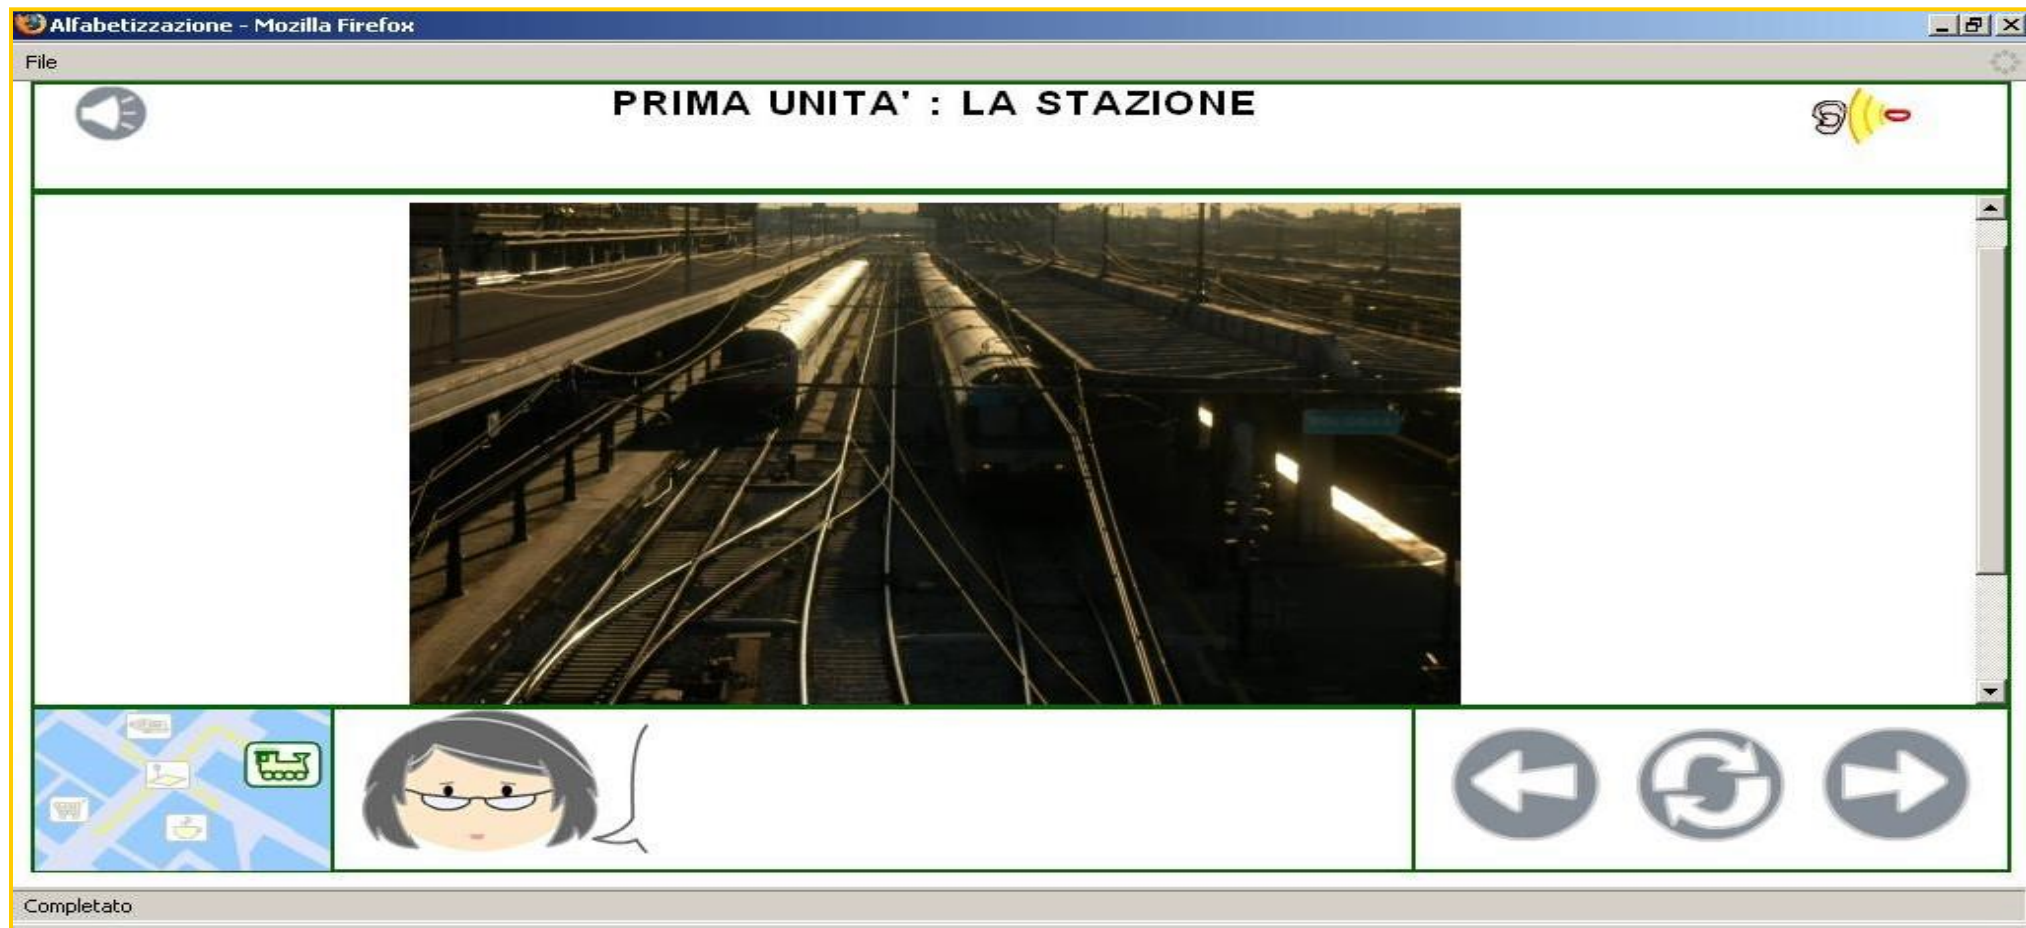 Alfabetizzazione - Mozilla Firefox
File
PRIMA UNITA' : LA STAZIONE
Completato